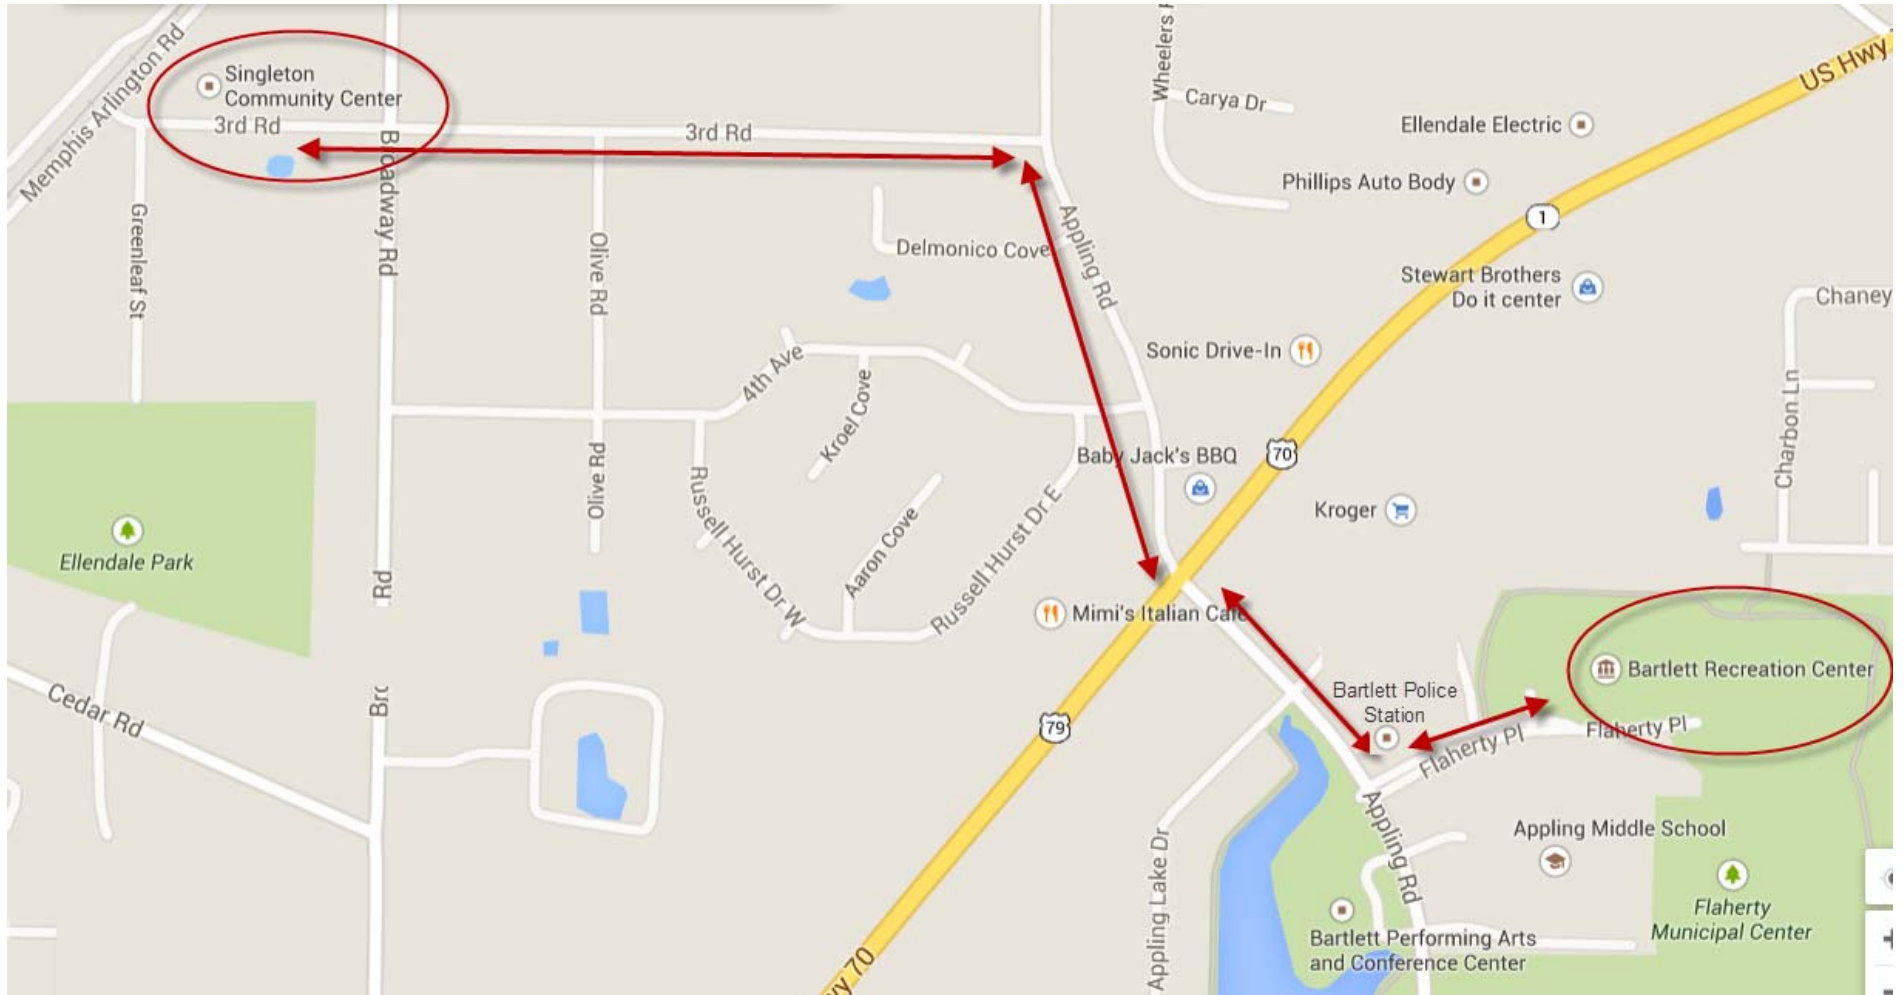 Memphis Arlington Rd
Singleton
Community Center
3rd Rd
3rd Rd
Broadway Rd
Greenleaf St
Olive Rd
Olive Rd
Delmonico Cove
Appling Rd
Carya Dr
Ellendale Electric
Phillips Auto Body
US Hwy
1
Stewart Brothers
Do it center
Chaney
Sonic Drive-In
4th Ave
Kroel Cove
Charbon Ln
Baby Jack's BBQ
70
Kroger
Russell Hurst Dr W
Aaron Cove
Russell Hurst Dr E
Ellendale Park
Rd
Mimi's Italian Cafe
Bartlett Recreation Center
Bartlett Police
Station
Cedar Rd
79
Flaherty Pl
Flaherty Pl
Appling Rd
Appling Middle School
Appling Lake Dr
Flaherty
Municipal Center
Bartlett Performing Arts
and Conference Center
70